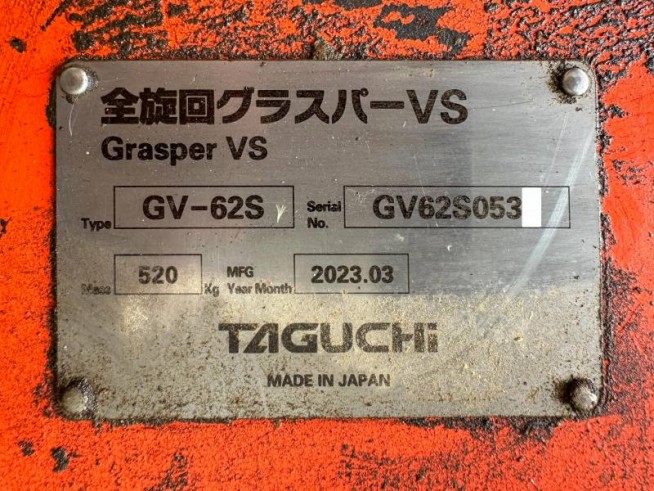 全旋回グラスパーVS
Grasper VS
Type GV-62S Serial No. GV62S053
Mass 520 Kg MFG Year Month 2023.03
TAGUCHi
MADE IN JAPAN